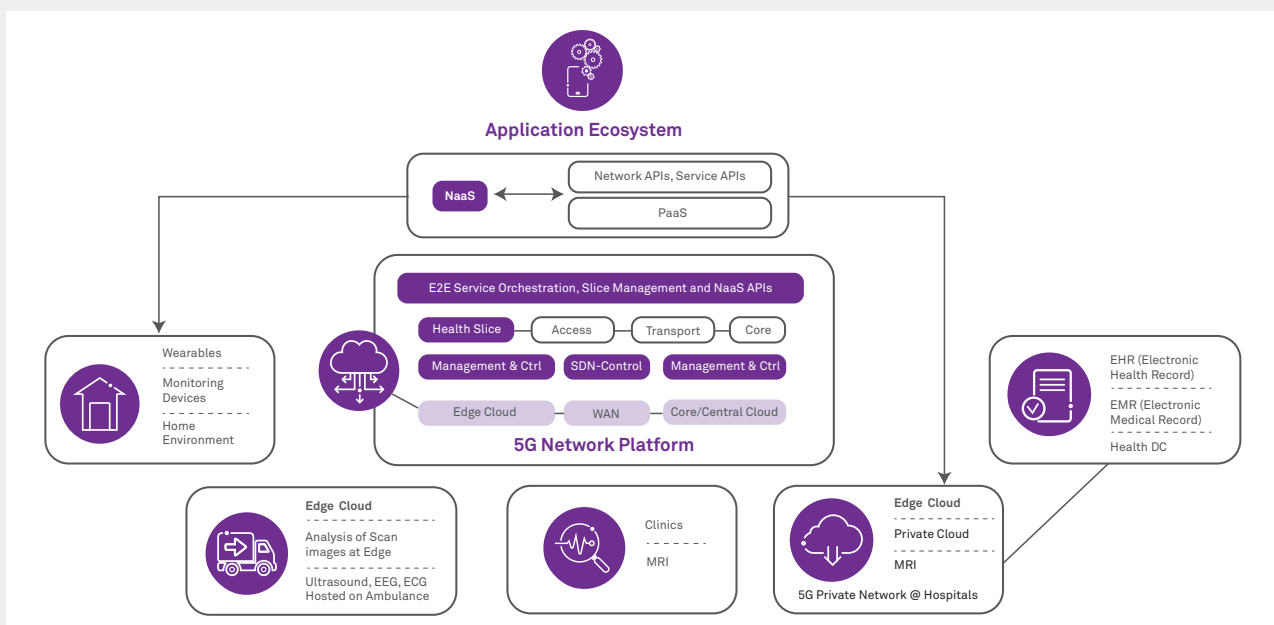 Application Ecosystem
NaaS
Network APIs, Service APIs
PaaS
E2E Service Orchestration, Slice Management and NaaS APIs
Health Slice
Access
Transport
Core
Management & Ctrl
SDN-Control
Management & Ctrl
Edge Cloud
WAN
Core/Central Cloud
5G Network Platform
Wearables
Monitoring
Devices
Home
Environment
EHR (Electronic
Health Record)
EMR (Electronic
Medical Record)
Health DC
Edge Cloud
Analysis of Scan
images at Edge
Ultrasound, EEG, ECG
Hosted on Ambulance
Clinics
MRI
Edge Cloud
Private Cloud
MRI
5G Private Network @ Hospitals